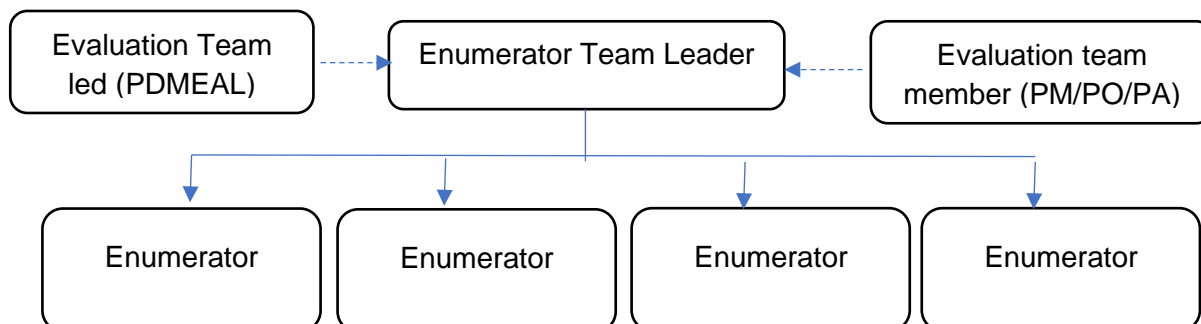 Evaluation Team
led (PDMEAL)
Enumerator Team Leader
Evaluation team
member (PM/PO/PA)
Enumerator
Enumerator
Enumerator
Enumerator